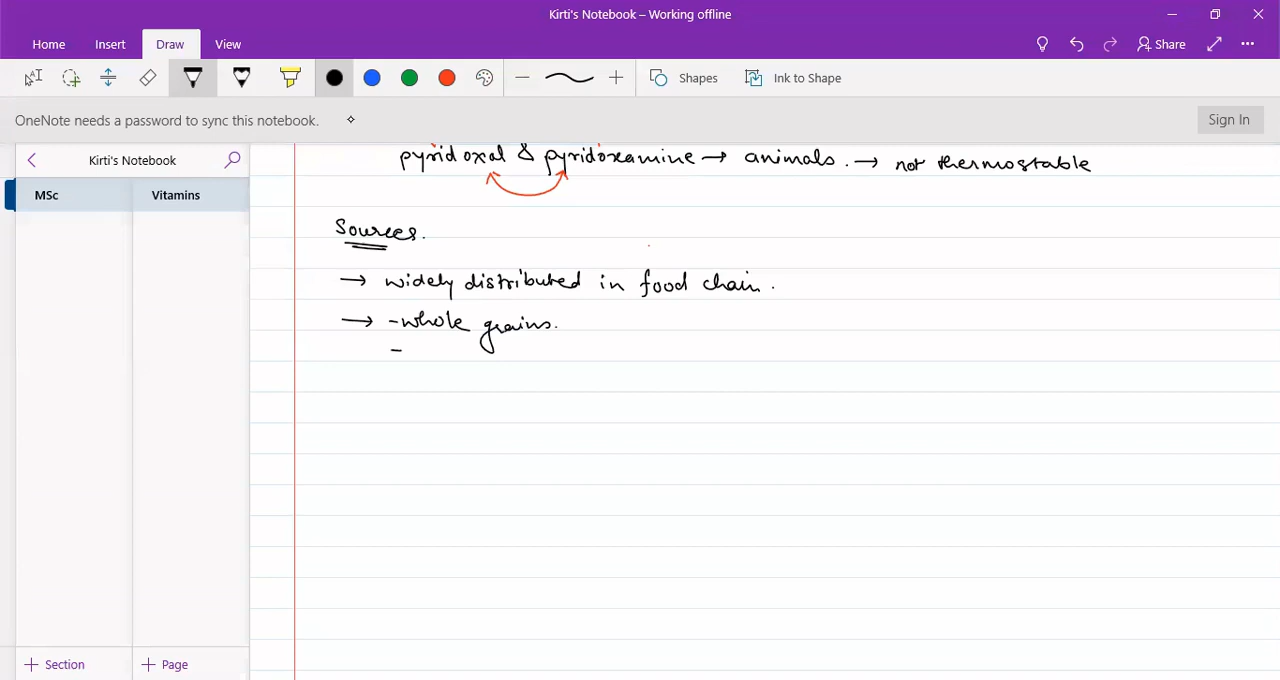 Kirti's Notebook – Working offline
Home Insert Draw View Share
Shapes Ink to Shape
OneNote needs a password to sync this notebook. Sign In
Kirti's Notebook
MSc Vitamins
pyridoxal & pyridoxamine → animals. → not thermostable
Sources.
→ widely distributed in food chain.
→ - whole grains.
-
+ Section + Page